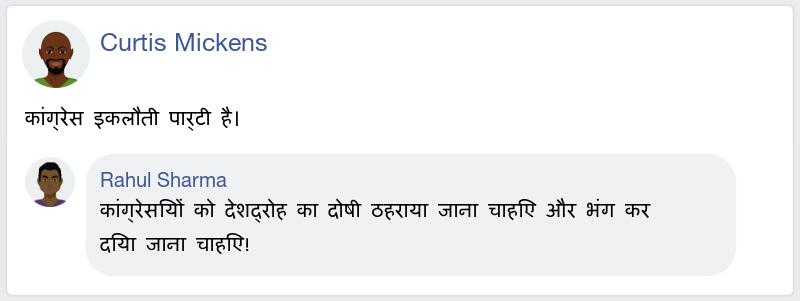 Curtis Mickens
कांग्रेस इकलौती पार्टी है।
Rahul Sharma
कांग्रेसियों को देशद्रोह का दोषी ठहराया जाना चाहिए और भंग कर
दिया जाना चाहिए!